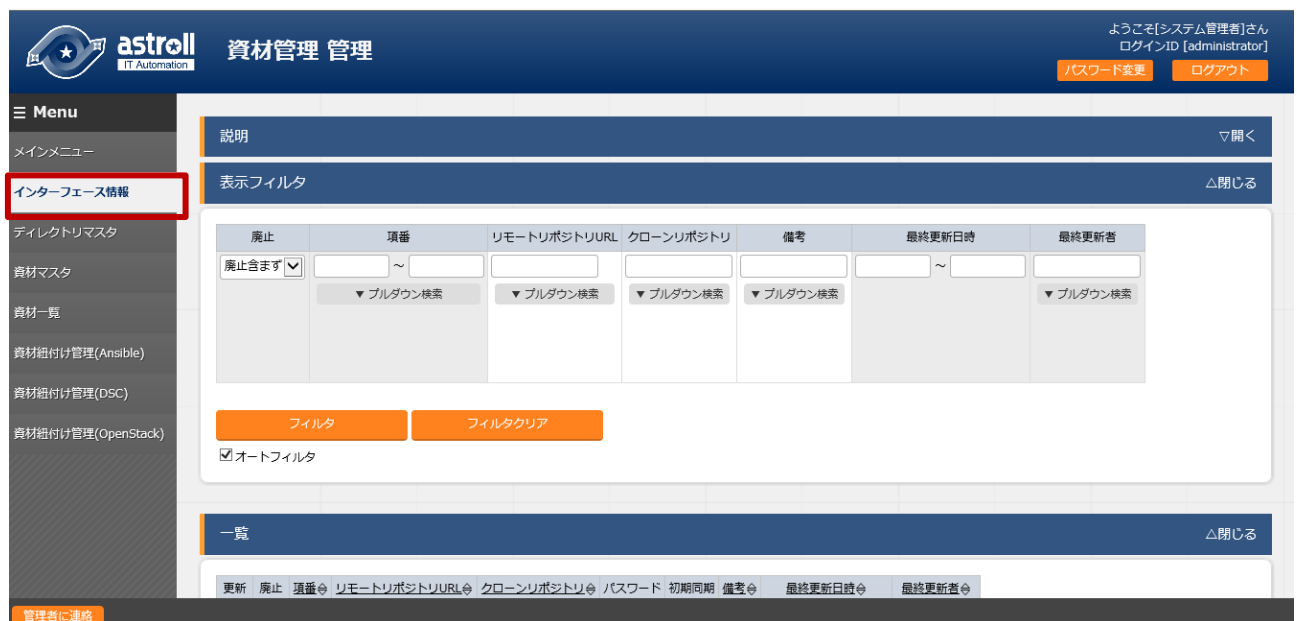 astroll
IT Automation
資材管理 管理
ようこそ[システム管理者]さん
ログインID [administrator]
パスワード変更 ログアウト
☰ Menu
メインメニュー
インターフェース情報
ディレクトリマスタ
資材マスタ
資材一覧
資材紐付け管理(Ansible)
資材紐付け管理(DSC)
資材紐付け管理(OpenStack)
説明 ▽開く
表示フィルタ △閉じる
廃止 項番 リモートリポジトリURL クローンリポジトリ 備考 最終更新日時 最終更新者
廃止含まず ~ ~
▼プルダウン検索 ▼プルダウン検索 ▼プルダウン検索 ▼プルダウン検索 ▼プルダウン検索
フィルタ フィルタクリア
オートフィルタ
一覧 △閉じる
更新 廃止 項番 リモートリポジトリURL クローンリポジトリ パスワード 初期同期 備考 最終更新日時 最終更新者
管理者に連絡